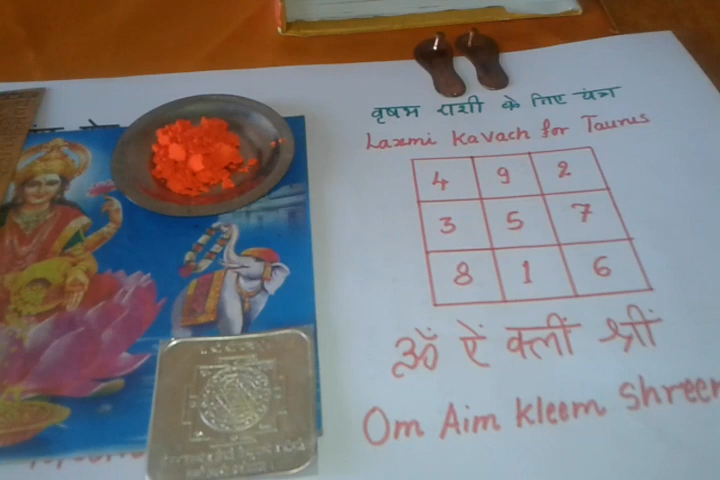 वृषभ राशी के लिए यंत्र
Laxmi Kavach for Taurus
4 9 2
3 5 7
8 1 6
ॐ ऐं क्लीं श्रीं
Om Aim Kleem Shreem